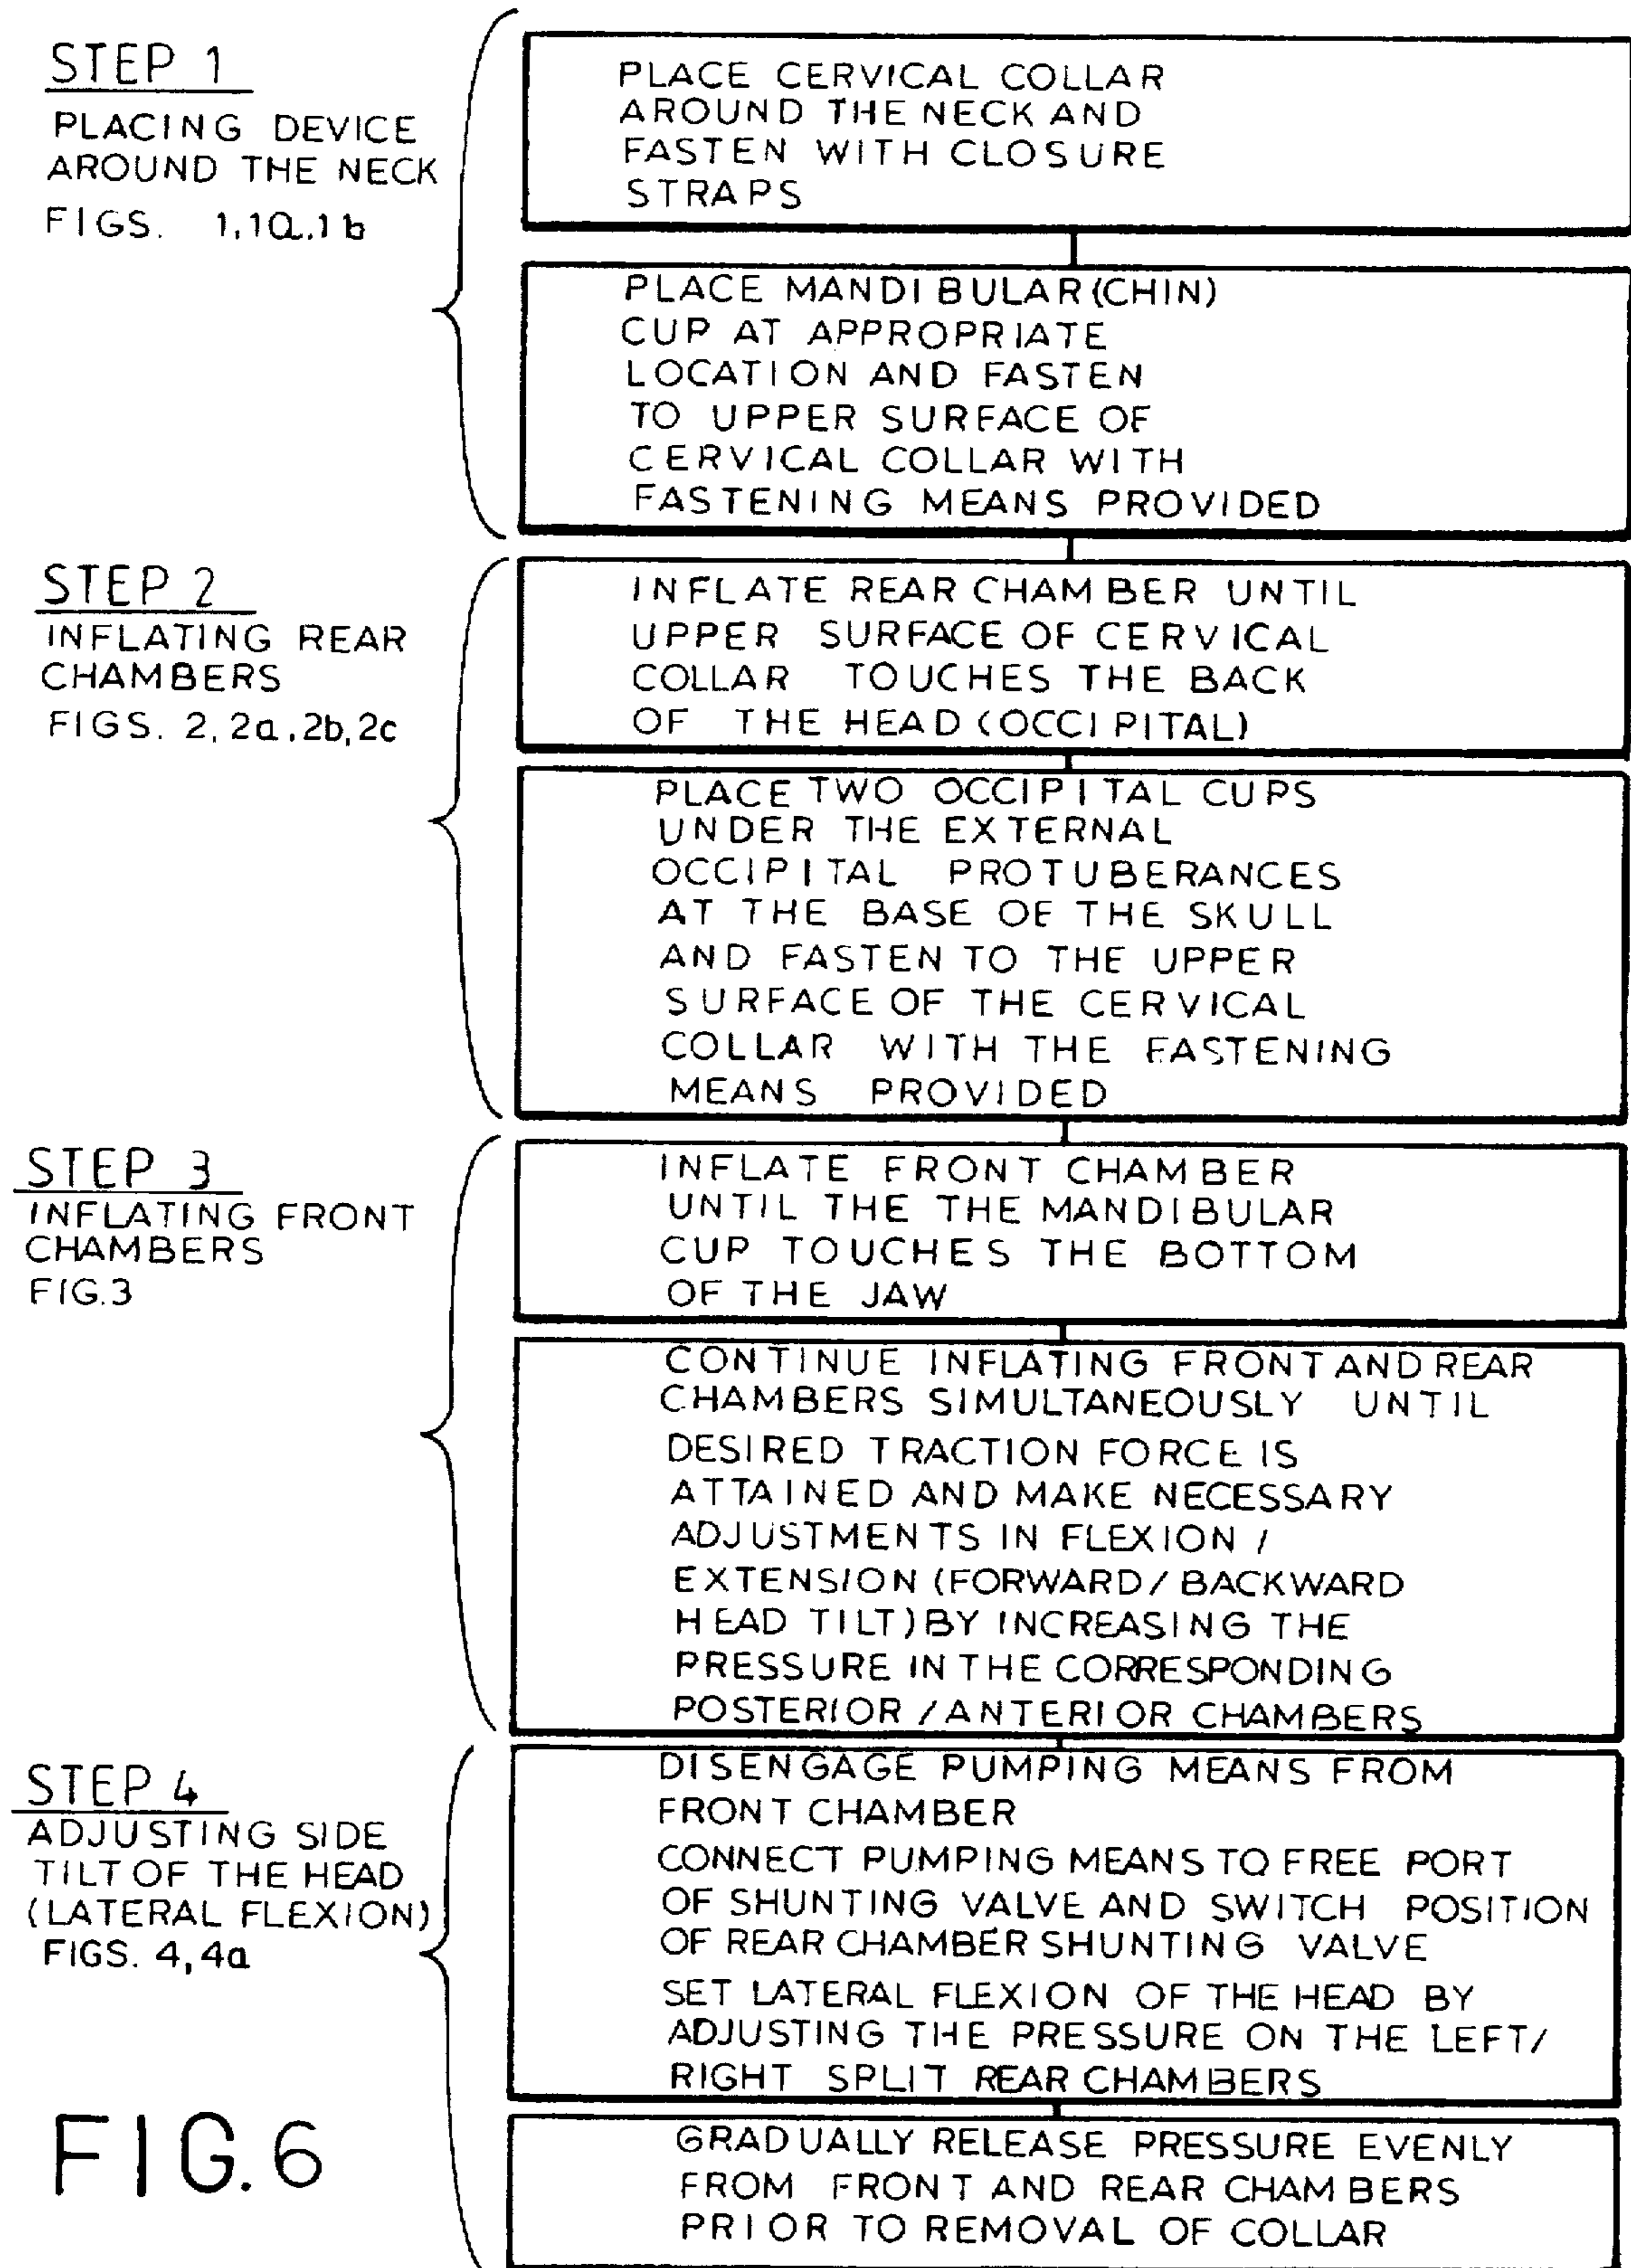 STEP 1
PLACING DEVICE
AROUND THE NECK
FIGS. 1,1a,1b
PLACE CERVICAL COLLAR
AROUND THE NECK AND
FASTEN WITH CLOSURE
STRAPS
PLACE MANDIBULAR (CHIN)
CUP AT APPROPRIATE
LOCATION AND FASTEN
TO UPPER SURFACE OF
CERVICAL COLLAR WITH
FASTENING MEANS PROVIDED
STEP 2
INFLATING REAR
CHAMBERS
FIGS. 2, 2a, 2b, 2c
INFLATE REAR CHAMBER UNTIL
UPPER SURFACE OF CERVICAL
COLLAR TOUCHES THE BACK
OF THE HEAD (OCCIPITAL)
PLACE TWO OCCIPITAL CUPS
UNDER THE EXTERNAL
OCCIPITAL PROTUBERANCES
AT THE BASE OF THE SKULL
AND FASTEN TO THE UPPER
SURFACE OF THE CERVICAL
COLLAR WITH THE FASTENING
MEANS PROVIDED
STEP 3
INFLATING FRONT
CHAMBERS
FIG.3
INFLATE FRONT CHAMBER
UNTIL THE THE MANDIBULAR
CUP TOUCHES THE BOTTOM
OF THE JAW
CONTINUE INFLATING FRONT AND REAR
CHAMBERS SIMULTANEOUSLY UNTIL
DESIRED TRACTION FORCE IS
ATTAINED AND MAKE NECESSARY
ADJUSTMENTS IN FLEXION /
EXTENSION (FORWARD / BACKWARD
HEAD TILT) BY INCREASING THE
PRESSURE IN THE CORRESPONDING
POSTERIOR / ANTERIOR CHAMBERS
STEP 4
ADJUSTING SIDE
TILT OF THE HEAD
(LATERAL FLEXION)
FIGS. 4, 4a
DISENGAGE PUMPING MEANS FROM
FRONT CHAMBER
CONNECT PUMPING MEANS TO FREE PORT
OF SHUNTING VALVE AND SWITCH POSITION
OF REAR CHAMBER SHUNTING VALVE
SET LATERAL FLEXION OF THE HEAD BY
ADJUSTING THE PRESSURE ON THE LEFT/
RIGHT SPLIT REAR CHAMBERS
GRADUALLY RELEASE PRESSURE EVENLY
FROM FRONT AND REAR CHAMBERS
PRIOR TO REMOVAL OF COLLAR
FIG.6